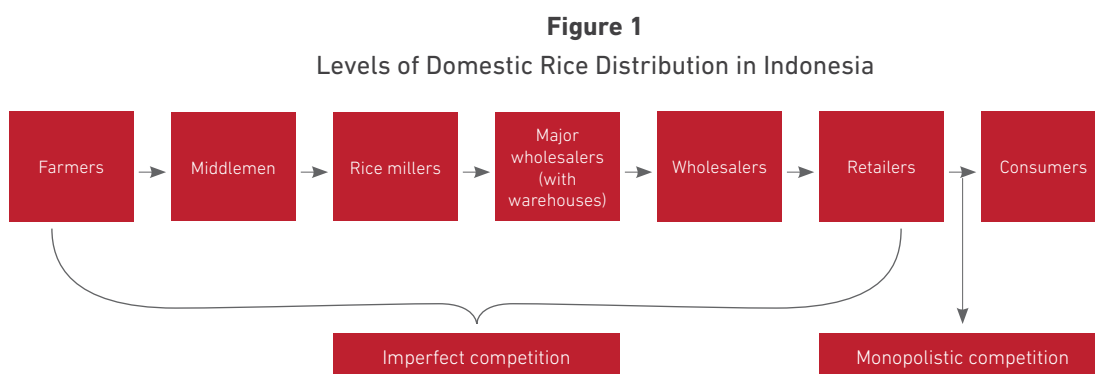 Figure 1
Levels of Domestic Rice Distribution in Indonesia
Farmers
Middlemen
Rice millers
Major
wholesalers
(with
warehouses)
Wholesalers
Retailers
Consumers
Imperfect competition
Monopolistic competition